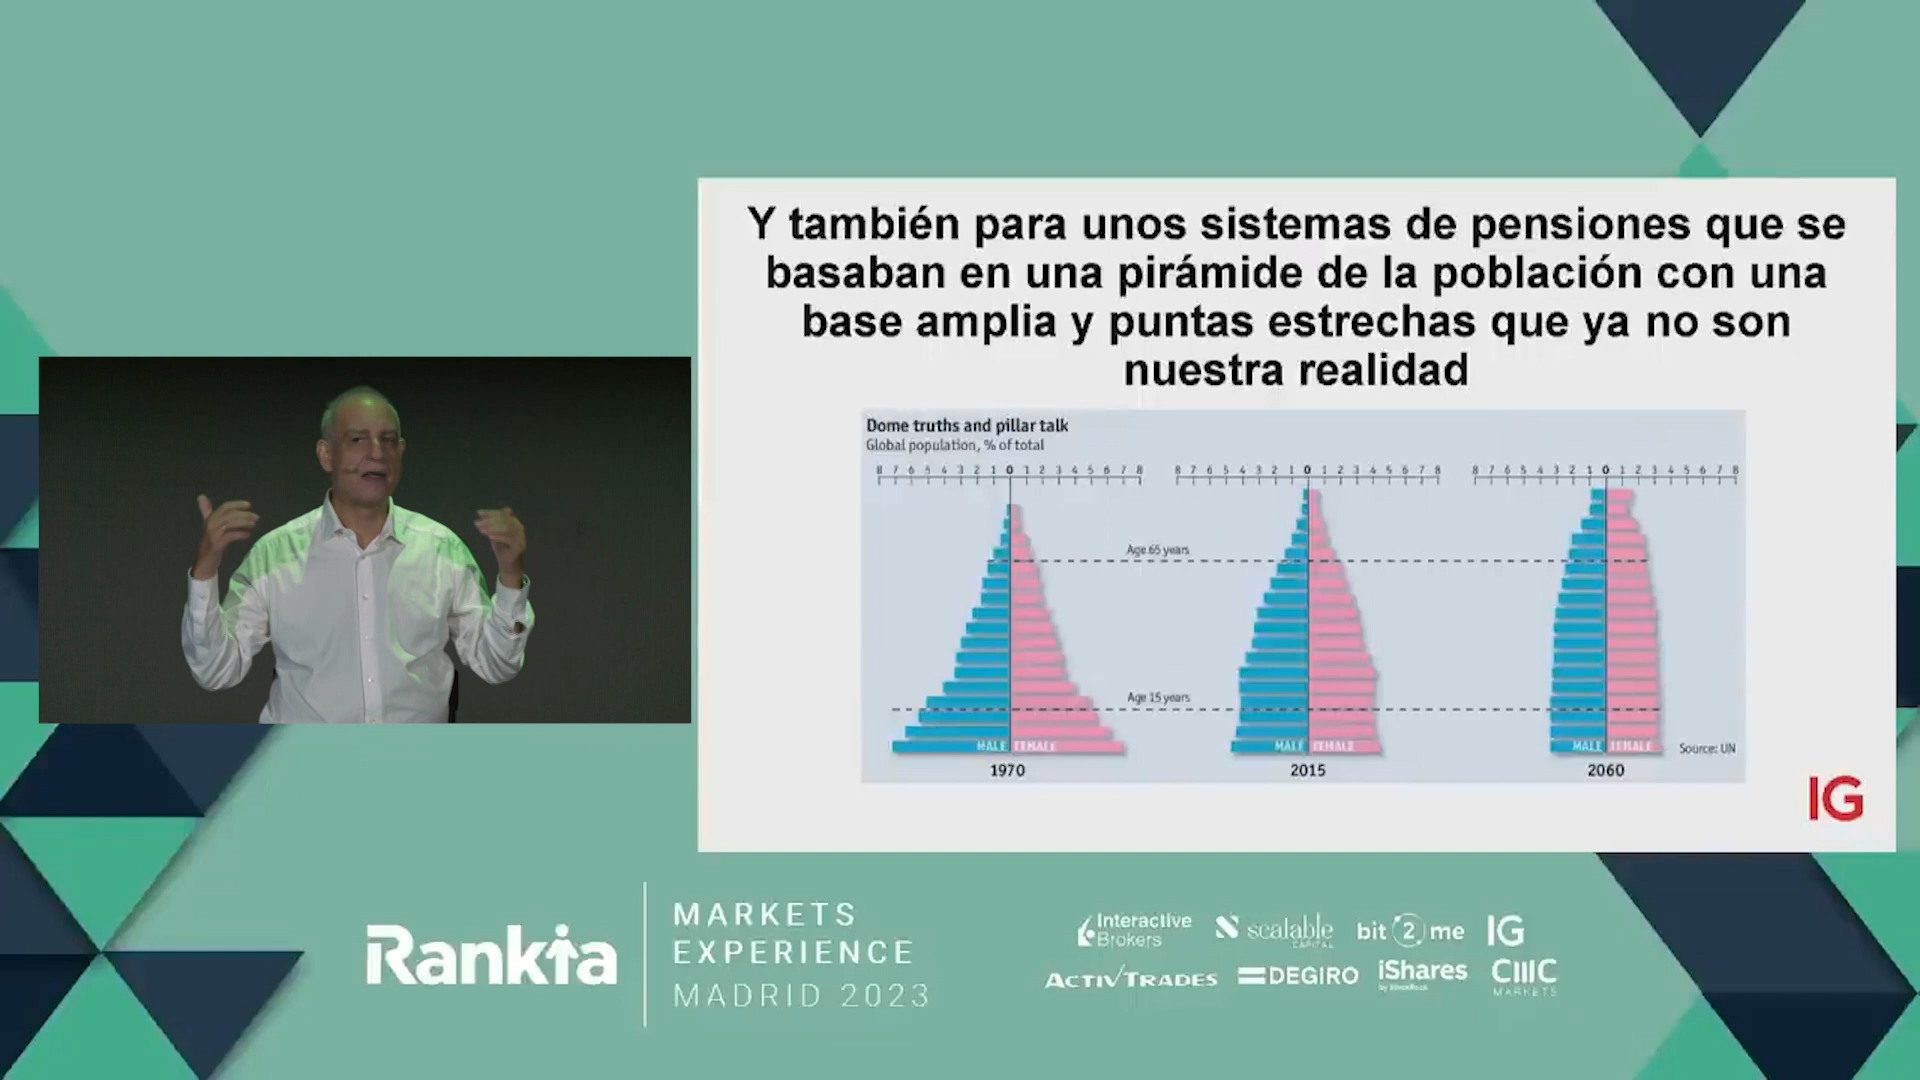 Y también para unos sistemas de pensiones que se
basaban en una pirámide de la población con una
base amplia y puntas estrechas que ya no son
nuestra realidad
Dome truths and pillar talk
Global population, % of total
8 7 6 5 4 3 2 1 0 1 2 3 4 5 6 7 8
8 7 6 5 4 3 2 1 0 1 2 3 4 5 6 7 8
8 7 6 5 4 3 2 1 0 1 2 3 4 5 6 7 8
Age 65 years
Age 15 years
MALE FEMALE
MALE FEMALE
MALE FEMALE
Source: UN
1970
2015
2060
IG
Rankia
MARKETS
EXPERIENCE
MADRID 2023
Interactive
Brokers
scalable
CAPITAL
bit2me
IG
ACTIVTRADES
DEGIRO
iShares
by BlackRock
CMC
MARKETS